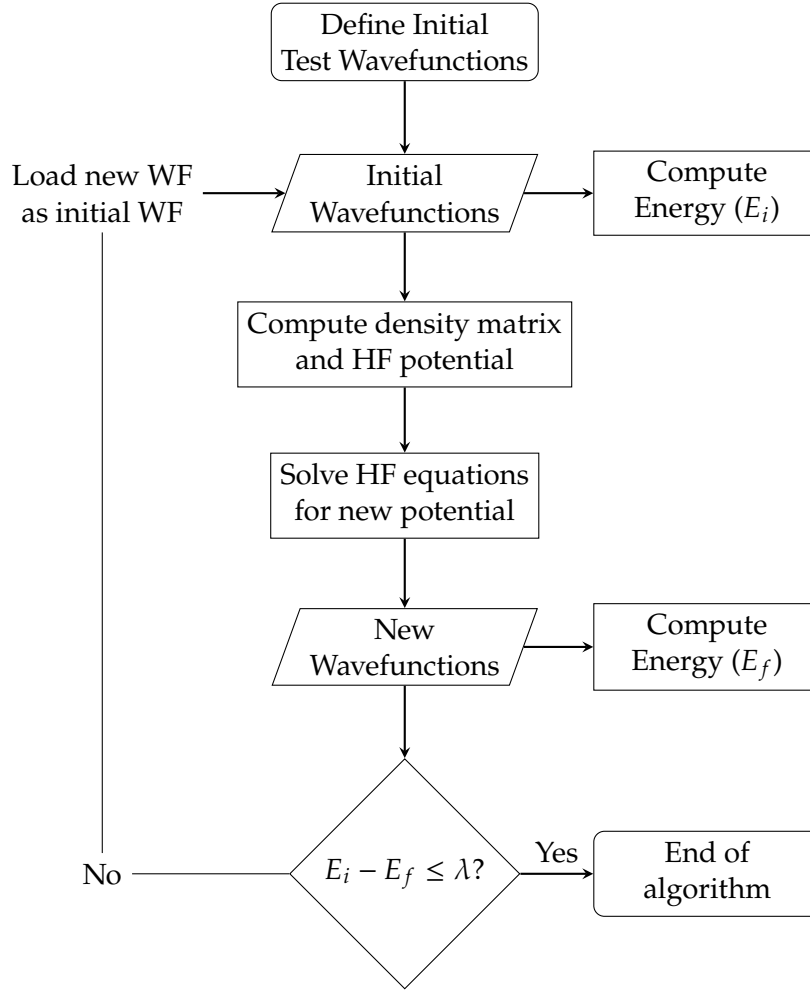 Define Initial
Test Wavefunctions
Load new WF
as initial WF
Initial
Wavefunctions
Compute
Energy (E_i)
Compute density matrix
and HF potential
Solve HF equations
for new potential
New
Wavefunctions
Compute
Energy (E_f)
No
E_i − E_f ≤ λ?
Yes
End of
algorithm